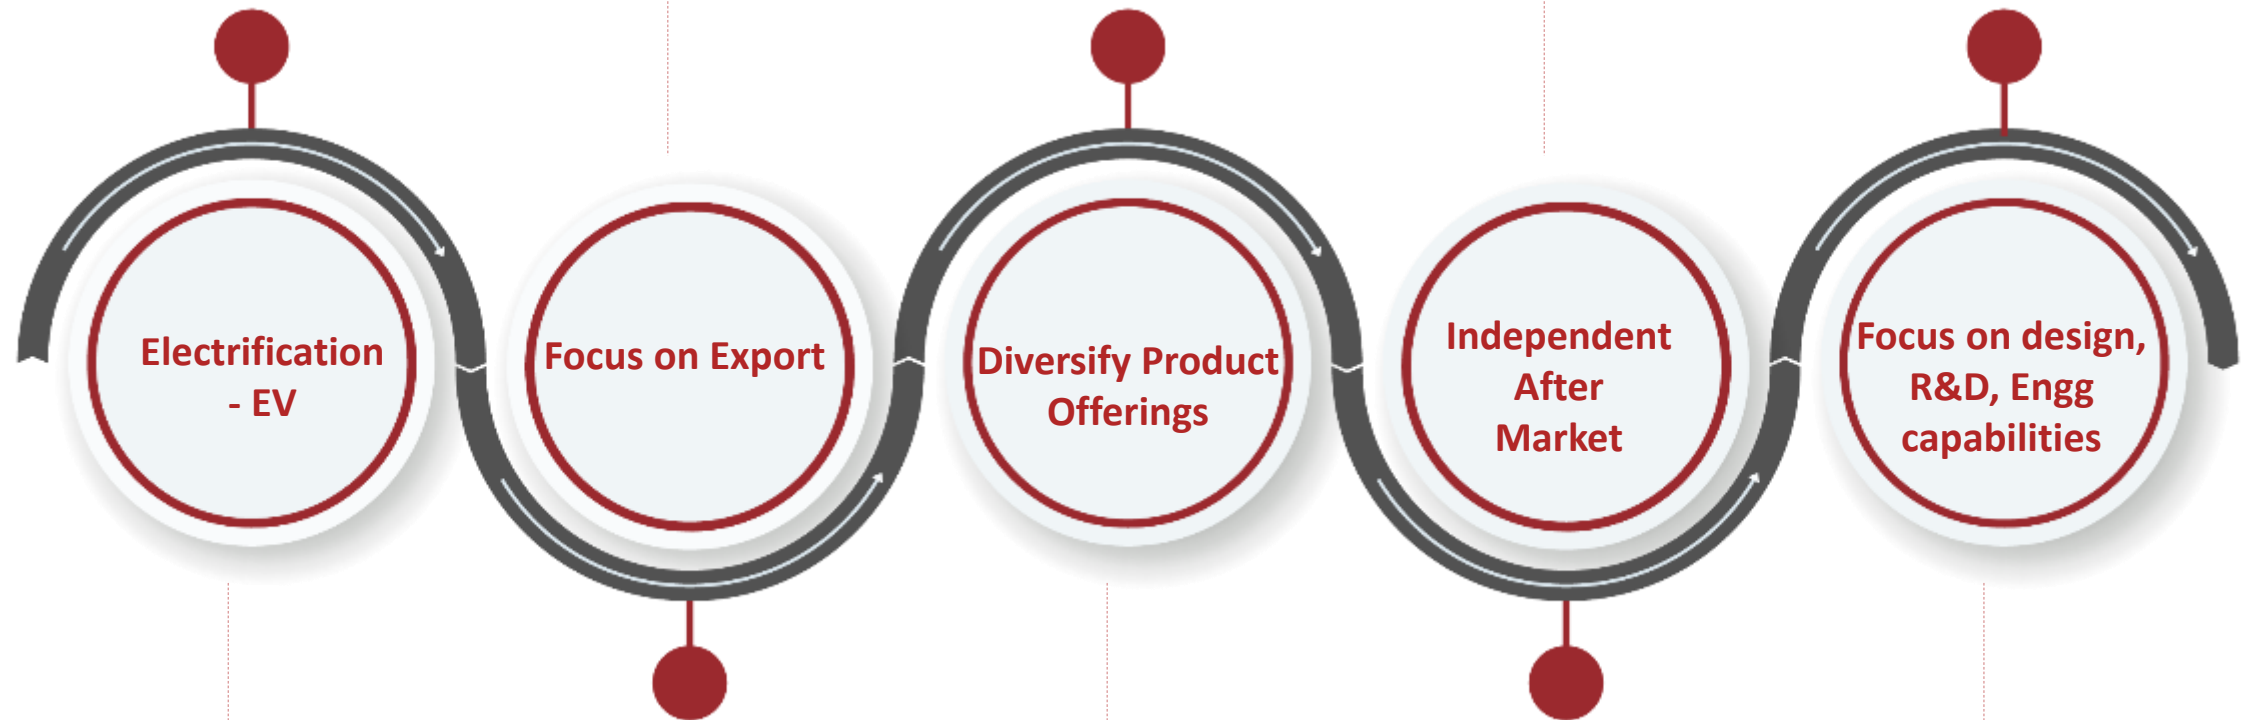 Electrification
- EV
Focus on Export
Diversify Product
Offerings
Independent
After
Market
Focus on design,
R&D, Engg
capabilities